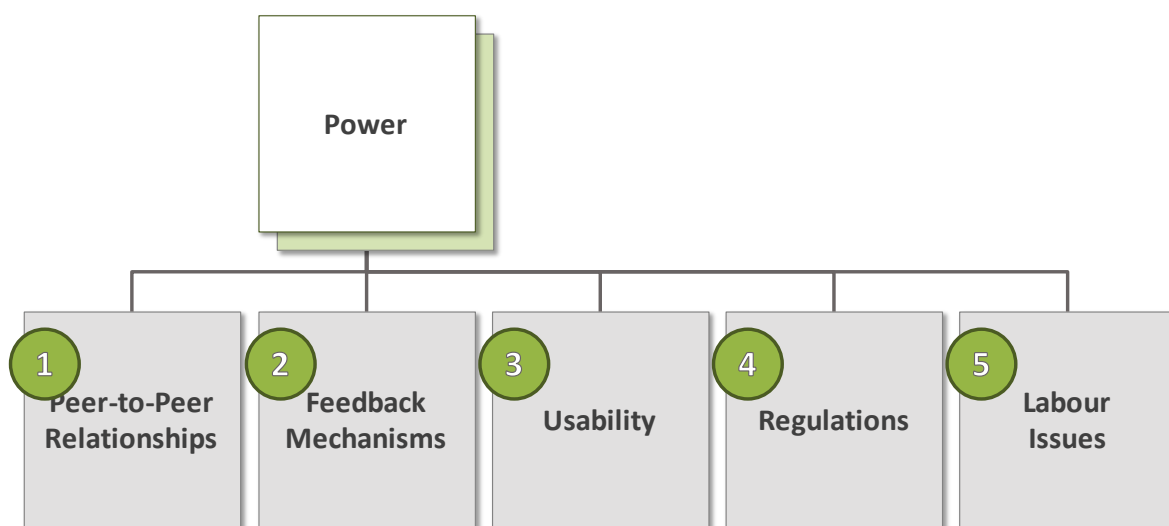 Power
1
Peer-to-Peer
Relationships
2
Feedback
Mechanisms
3
Usability
4
Regulations
5
Labour
Issues